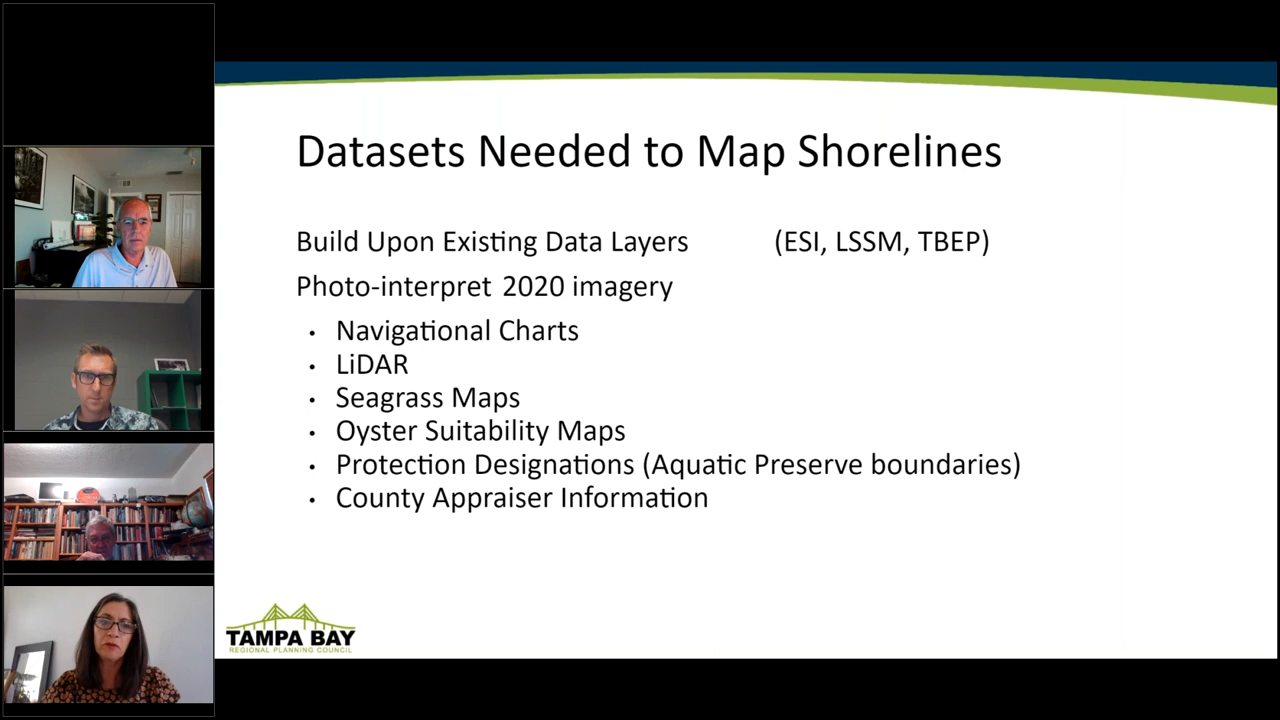 Datasets Needed to Map Shorelines
Build Upon Existing Data Layers (ESI, LSSM, TBEP)
Photo-interpret 2020 imagery
• Navigational Charts
• LiDAR
• Seagrass Maps
• Oyster Suitability Maps
• Protection Designations (Aquatic Preserve boundaries)
• County Appraiser Information
TAMPA BAY
REGIONAL PLANNING COUNCIL